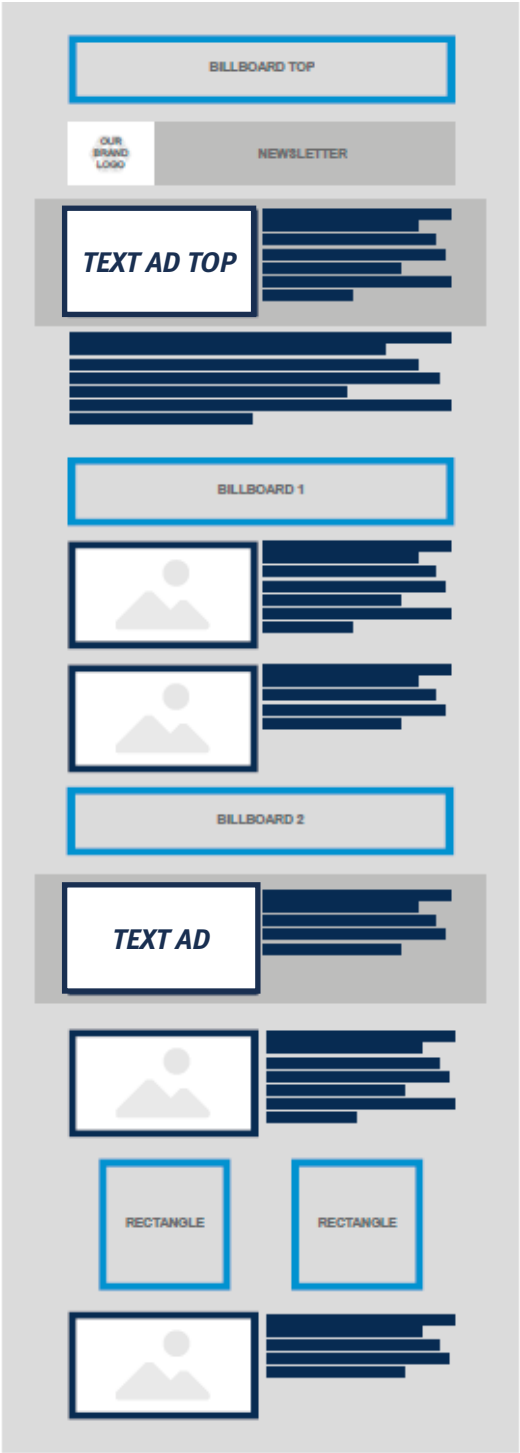 BILLBOARD TOP
OUR
BRAND
LOGO
NEWSLETTER
TEXT AD TOP
BILLBOARD 1
BILLBOARD 2
TEXT AD
RECTANGLE
RECTANGLE